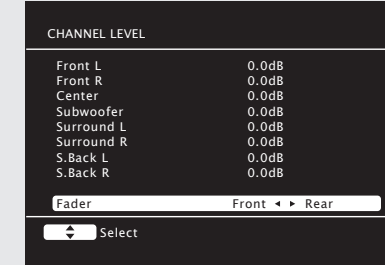 CHANNEL LEVEL
Front L 0.0dB
Front R 0.0dB
Center 0.0dB
Subwoofer 0.0dB
Surround L 0.0dB
Surround R 0.0dB
S.Back L 0.0dB
S.Back R 0.0dB
Fader Front ◄ ► Rear
Select